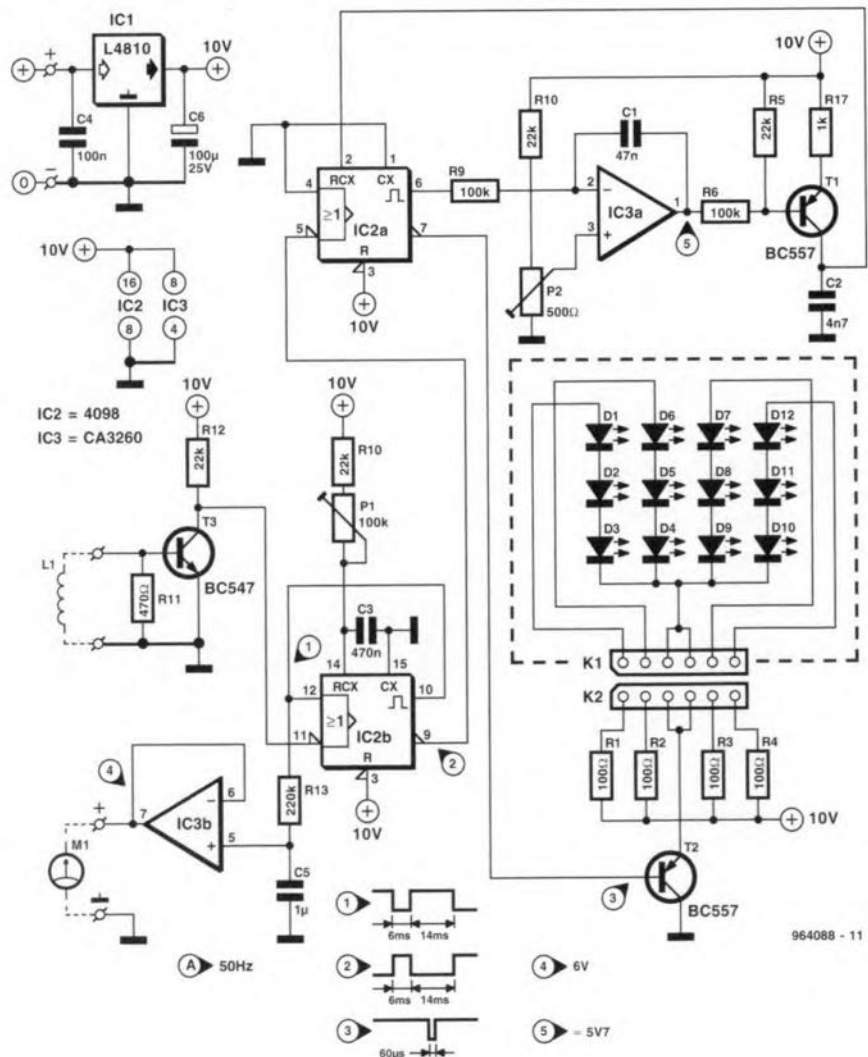 IC1
L4810
10V
+
+
C4
100n
C6
100µ
25V
0
−
10V
16
8
IC2
IC3
8
4
IC2 = 4098
IC3 = CA3260
2
1
RCX
CX
4
6
≥1
IC2a
5
7
R
3
10V
R9
100k
C1
47n
2
−
IC3a
1
3
+
5
R10
22k
P2
500Ω
10V
R5
22k
R17
1k
R6
100k
T1
BC557
C2
4n7
10V
R12
22k
T3
BC547
L1
470Ω
R11
10V
R10
22k
P1
100k
C3
470n
1
14
15
RCX
CX
12
10
≥1
IC2b
11
9
R
3
10V
2
R13
220k
4
6
−
7
IC3b
5
+
M1
+
C5
1µ
D1
D6
D7
D12
D2
D5
D8
D11
D3
D4
D9
D10
K1
K2
R1
R2
R3
R4
100Ω
100Ω
100Ω
100Ω
10V
T2
3
BC557
964088 - 11
A 50Hz
1
6ms
14ms
2
6ms
14ms
3
60µs
4 6V
5 = 5V7